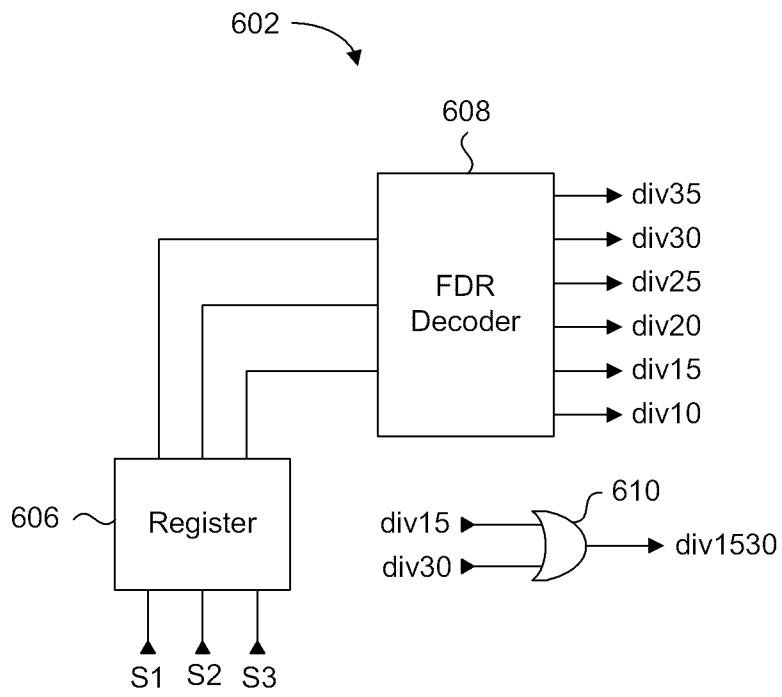 602
608
div35
div30
div25
div20
div15
div10
FDR
Decoder
606
Register
S1 S2 S3
610
div15
div30
div1530